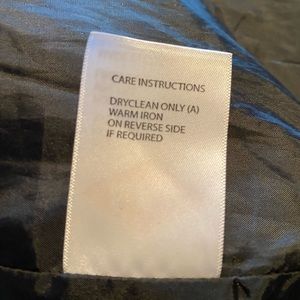 CARE INSTRUCTIONS
DRYCLEAN ONLY (A)
WARM IRON
ON REVERSE SIDE
IF REQUIRED